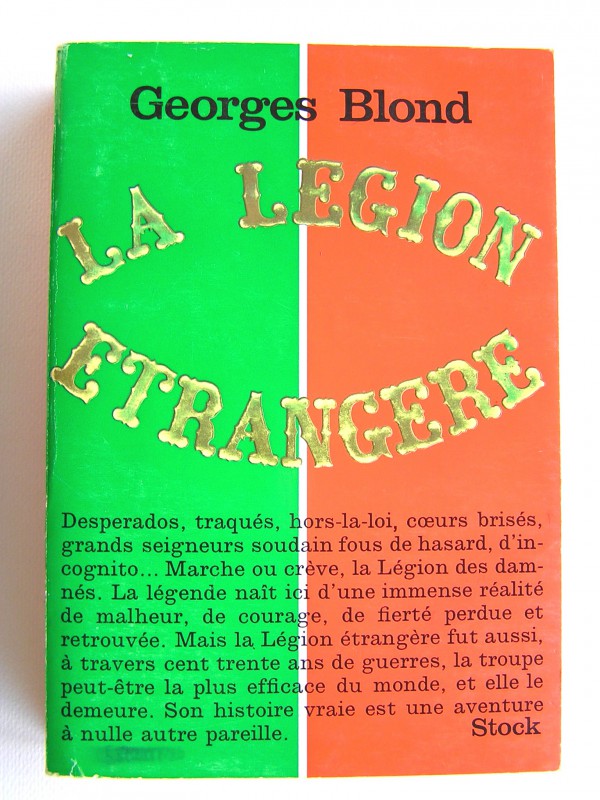 Georges Blond
LA LEGION
ETRANGERE
Desperados, traqués, hors-la-loi, cœurs brisés,
grands seigneurs soudain fous de hasard, d'in-
cognito... Marche ou crève, la Légion des dam-
nés. La légende naît ici d'une immense réalité
de malheur, de courage, de fierté perdue et
retrouvée. Mais la Légion étrangère fut aussi,
à travers cent trente ans de guerres, la troupe
peut-être la plus efficace du monde, et elle le
demeure. Son histoire vraie est une aventure
à nulle autre pareille. Stock